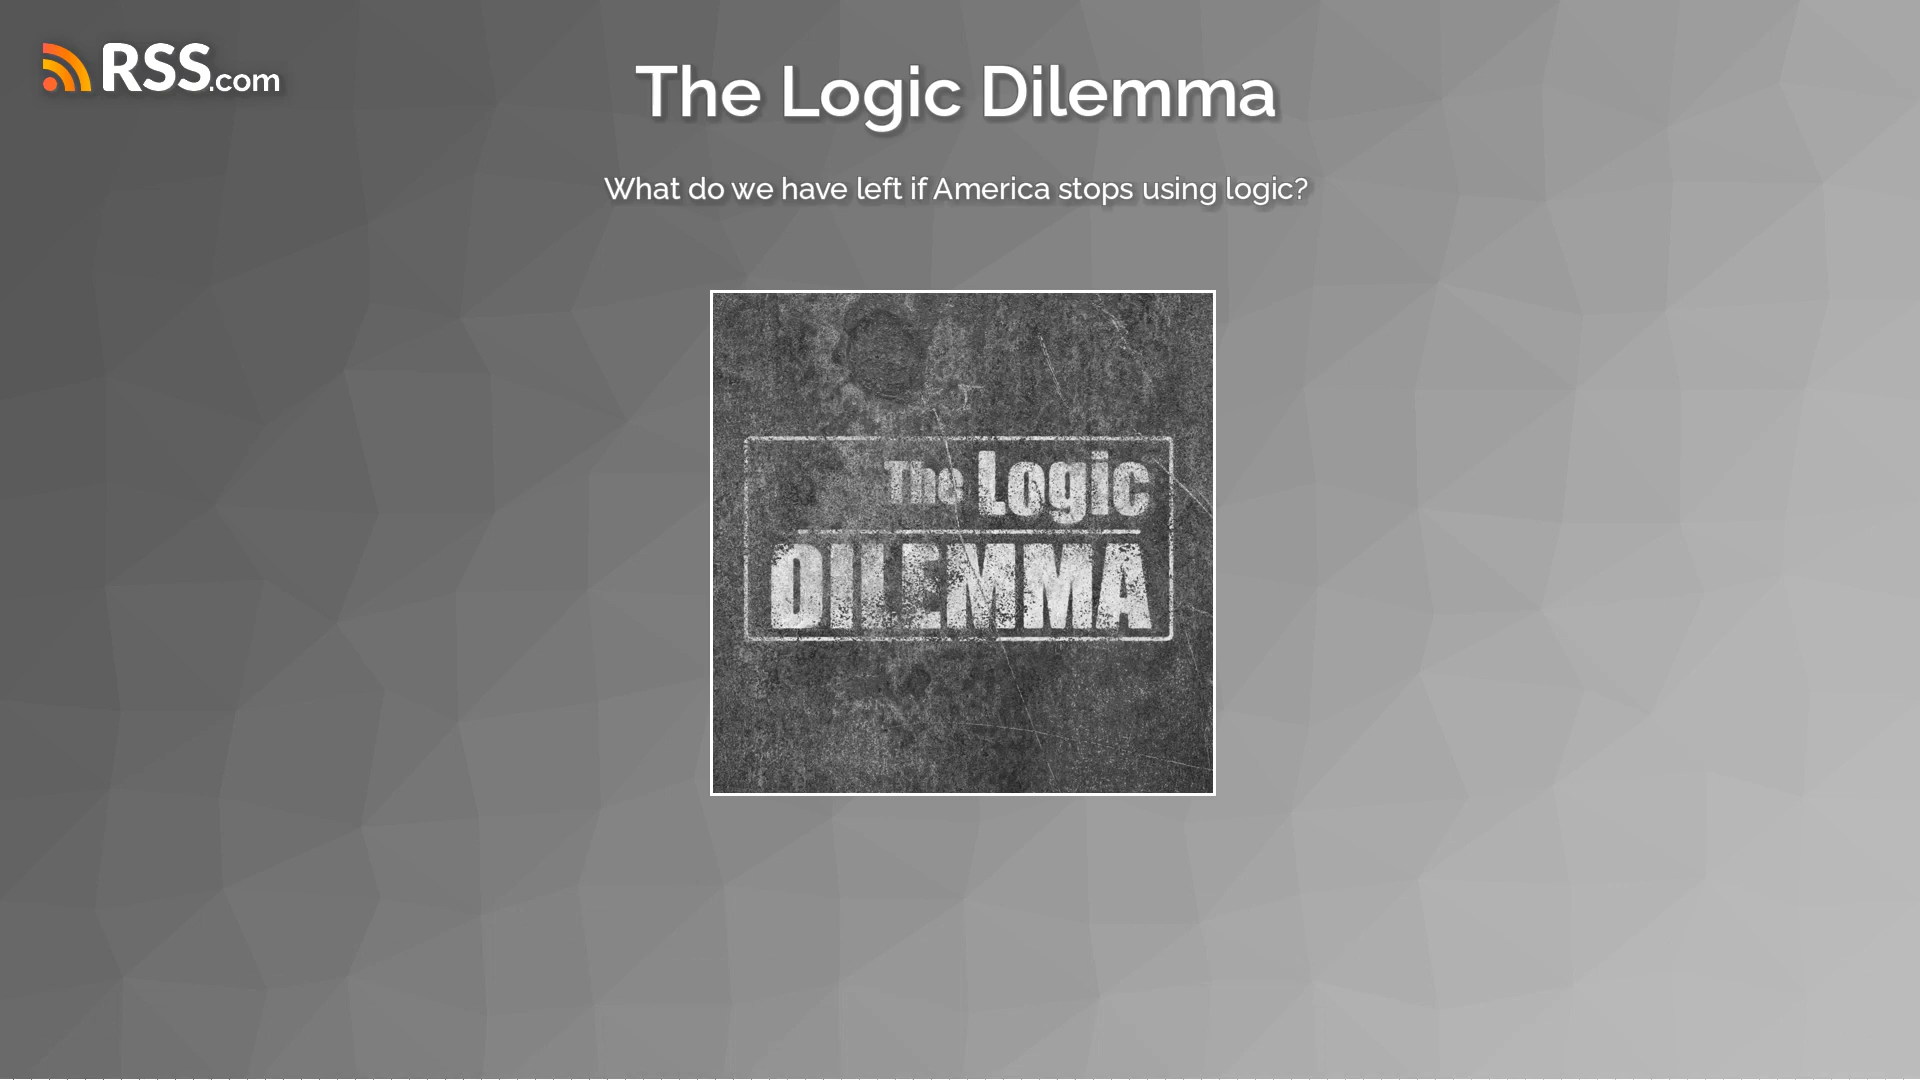 RSS.com
The Logic Dilemma
What do we have left if America stops using logic?
The Logic
DILEMMA